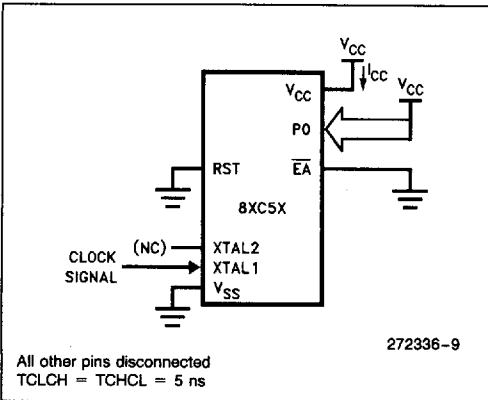 VCC
ICC
VCC
VCC
P0
RST
EA
8XC5X
(NC)
XTAL2
CLOCK
SIGNAL
XTAL1
VSS
272336-9
All other pins disconnected
TCLCH = TCHCL = 5 ns